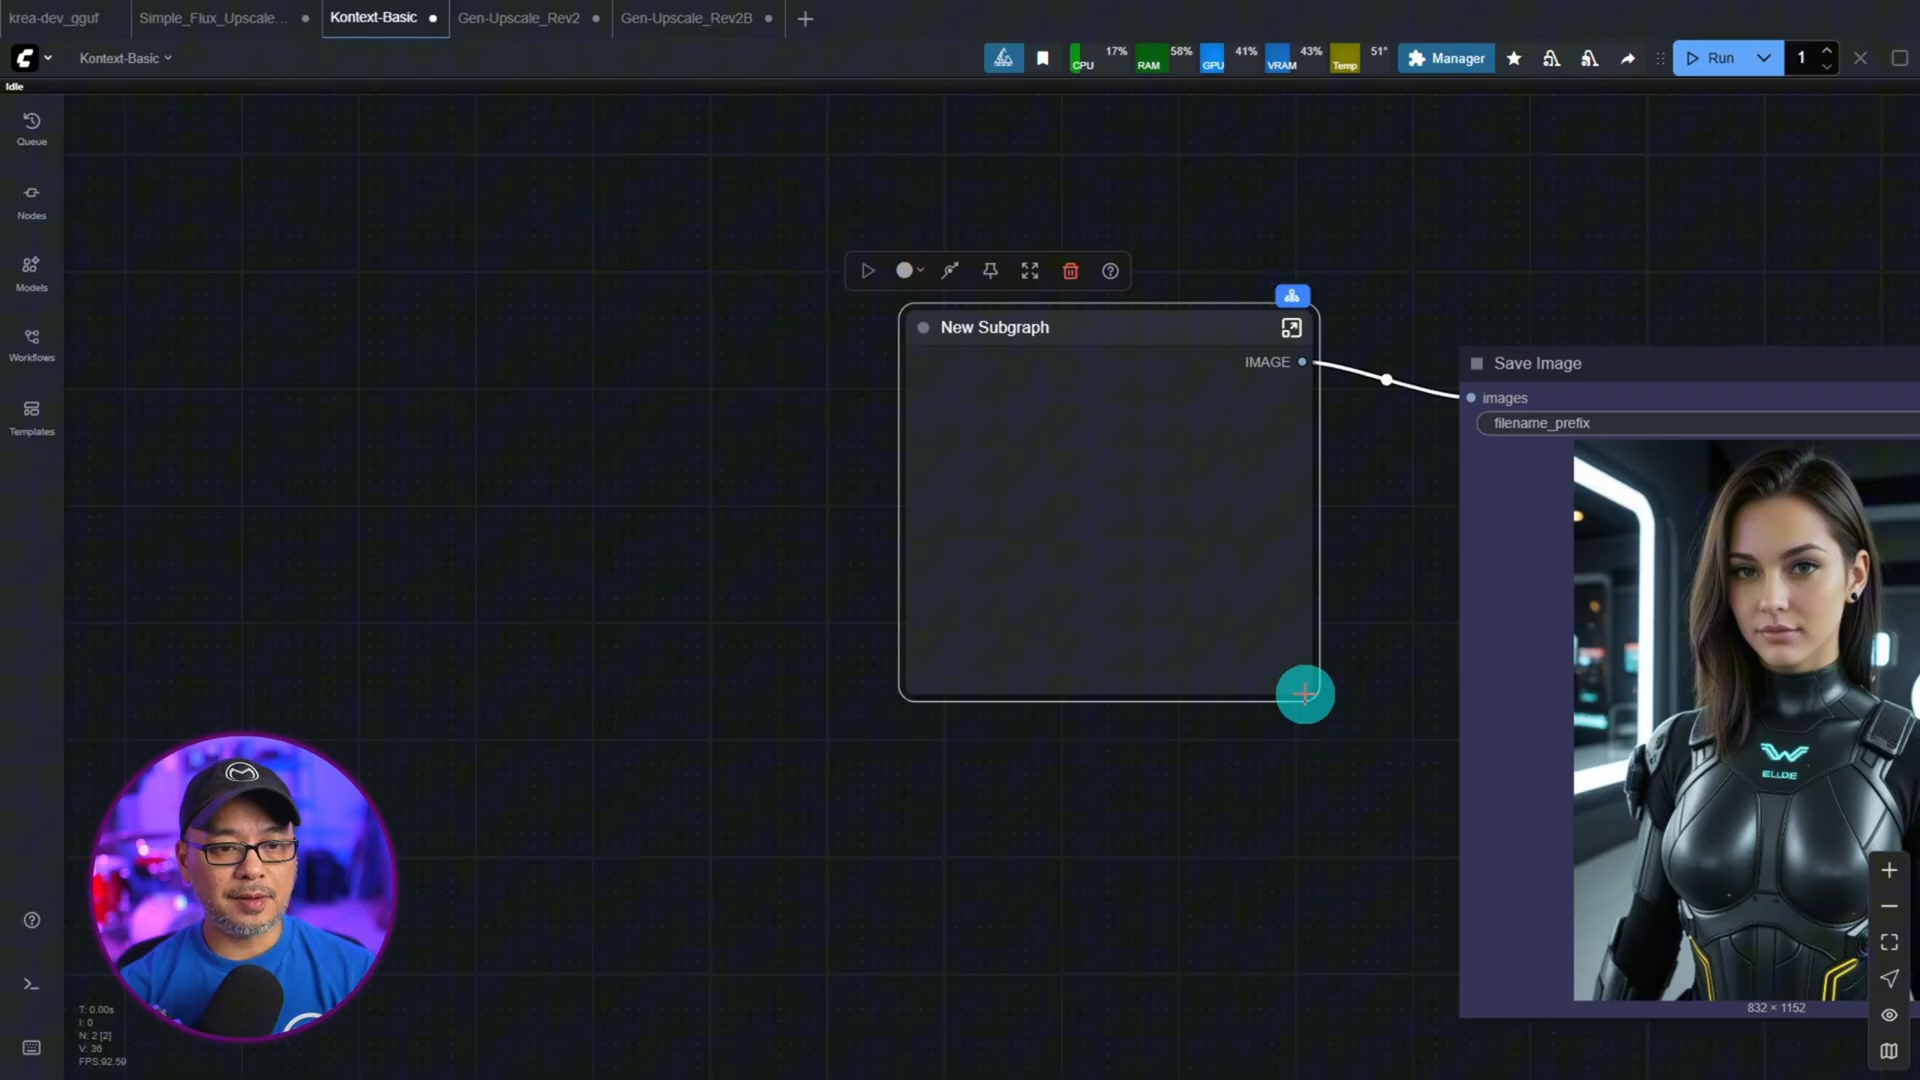 krea-dev_gguf
Simple_Flux_Upscale...
Kontext-Basic
Gen-Upscale_Rev2
Gen-Upscale_Rev2B
Kontext-Basic
CPU
17%
RAM
58%
GPU
41%
VRAM
43%
Temp
51°
Manager
Run
1
Idle
Queue
Nodes
Models
Workflows
Templates
New Subgraph
IMAGE
Save Image
images
filename_prefix
ELLDE
832 × 1152
T: 0.00s
I: 0
N: 2 [2]
V: 36
FPS:92.59